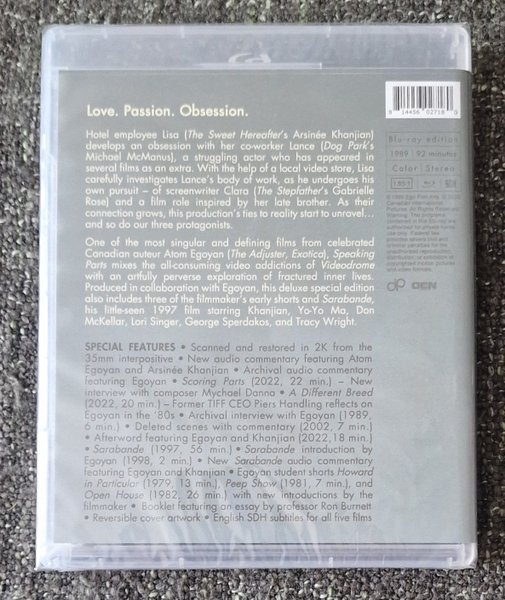 Love. Passion. Obsession.
Hotel employee Lisa (The Sweet Hereafter's Arsinée Khanjian)
develops an obsession with her co-worker Lance (Dog Park's
Michael McManus), a struggling actor who has appeared in
several films as an extra. With the help of a local video store, Lisa
carefully investigates Lance's body of work, as he undergoes his
own pursuit – of screenwriter Clara (The Stepfather's Gabrielle
Rose) and a film role inspired by her late brother. As their
connection grows, this production's ties to reality start to unravel...
and so do our three protagonists.
One of the most singular and defining films from celebrated
Canadian auteur Atom Egoyan (The Adjuster, Exotica), Speaking
Parts mixes the all-consuming video addictions of Videodrome
with an artfully perverse exploration of fractured inner lives.
Produced in collaboration with Egoyan, this deluxe special edition
also includes three of the filmmaker's early shorts and Sarabande,
his little-seen 1997 film starring Khanjian, Yo-Yo Ma, Don
McKellar, Lori Singer, George Sperdakos, and Tracy Wright.
SPECIAL FEATURES • Scanned and restored in 2K from the
35mm interpositive • New audio commentary featuring Atom
Egoyan and Arsinée Khanjian • Archival audio commentary
featuring Egoyan • Scoring Parts (2022, 22 min.) – New
interview with composer Mychael Danna • A Different Breed
(2022, 20 min.) – Former TIFF CEO Piers Handling reflects on
Egoyan in the '80s • Archival interview with Egoyan (1989,
6 min.) • Deleted scenes with commentary (2002, 7 min.)
• Afterword featuring Egoyan and Khanjian (2022, 18 min.)
• Sarabande (1997, 56 min.) • Sarabande introduction by
Egoyan (1998, 2 min.) • New Sarabande audio commentary
featuring Egoyan and Khanjian • Egoyan student shorts Howard
in Particular (1979, 13 min.), Peep Show (1981, 7 min.), and
Open House (1982, 26 min.) with new introductions by the
filmmaker • Booklet featuring an essay by professor Ron Burnett
• Reversible cover artwork • English SDH subtitles for all five films
8 14456 02718 0
Blu-ray edition
1989 | 92 minutes
Color | Stereo
1.85:1